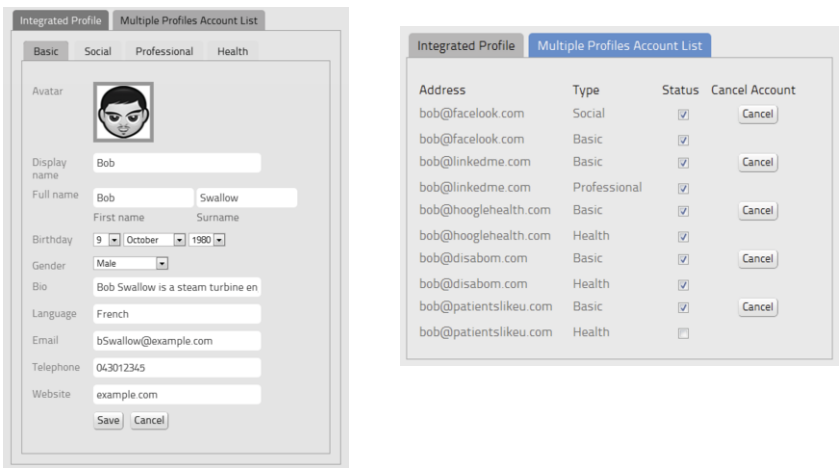 Integrated Profile Multiple Profiles Account List
Basic Social Professional Health
Avatar
Display name Bob
Full name Bob Swallow
First name Surname
Birthday 9 October 1980
Gender Male
Bio Bob Swallow is a steam turbine en
Language French
Email bSwallow@example.com
Telephone 043012345
Website example.com
Save Cancel
Integrated Profile Multiple Profiles Account List
Address Type Status Cancel Account
bob@facelook.com Social Cancel
bob@facelook.com Basic
bob@linkedme.com Basic Cancel
bob@linkedme.com Professional
bob@hooglehealth.com Basic Cancel
bob@hooglehealth.com Health
bob@disabom.com Basic Cancel
bob@disabom.com Health
bob@patientslikeu.com Basic Cancel
bob@patientslikeu.com Health